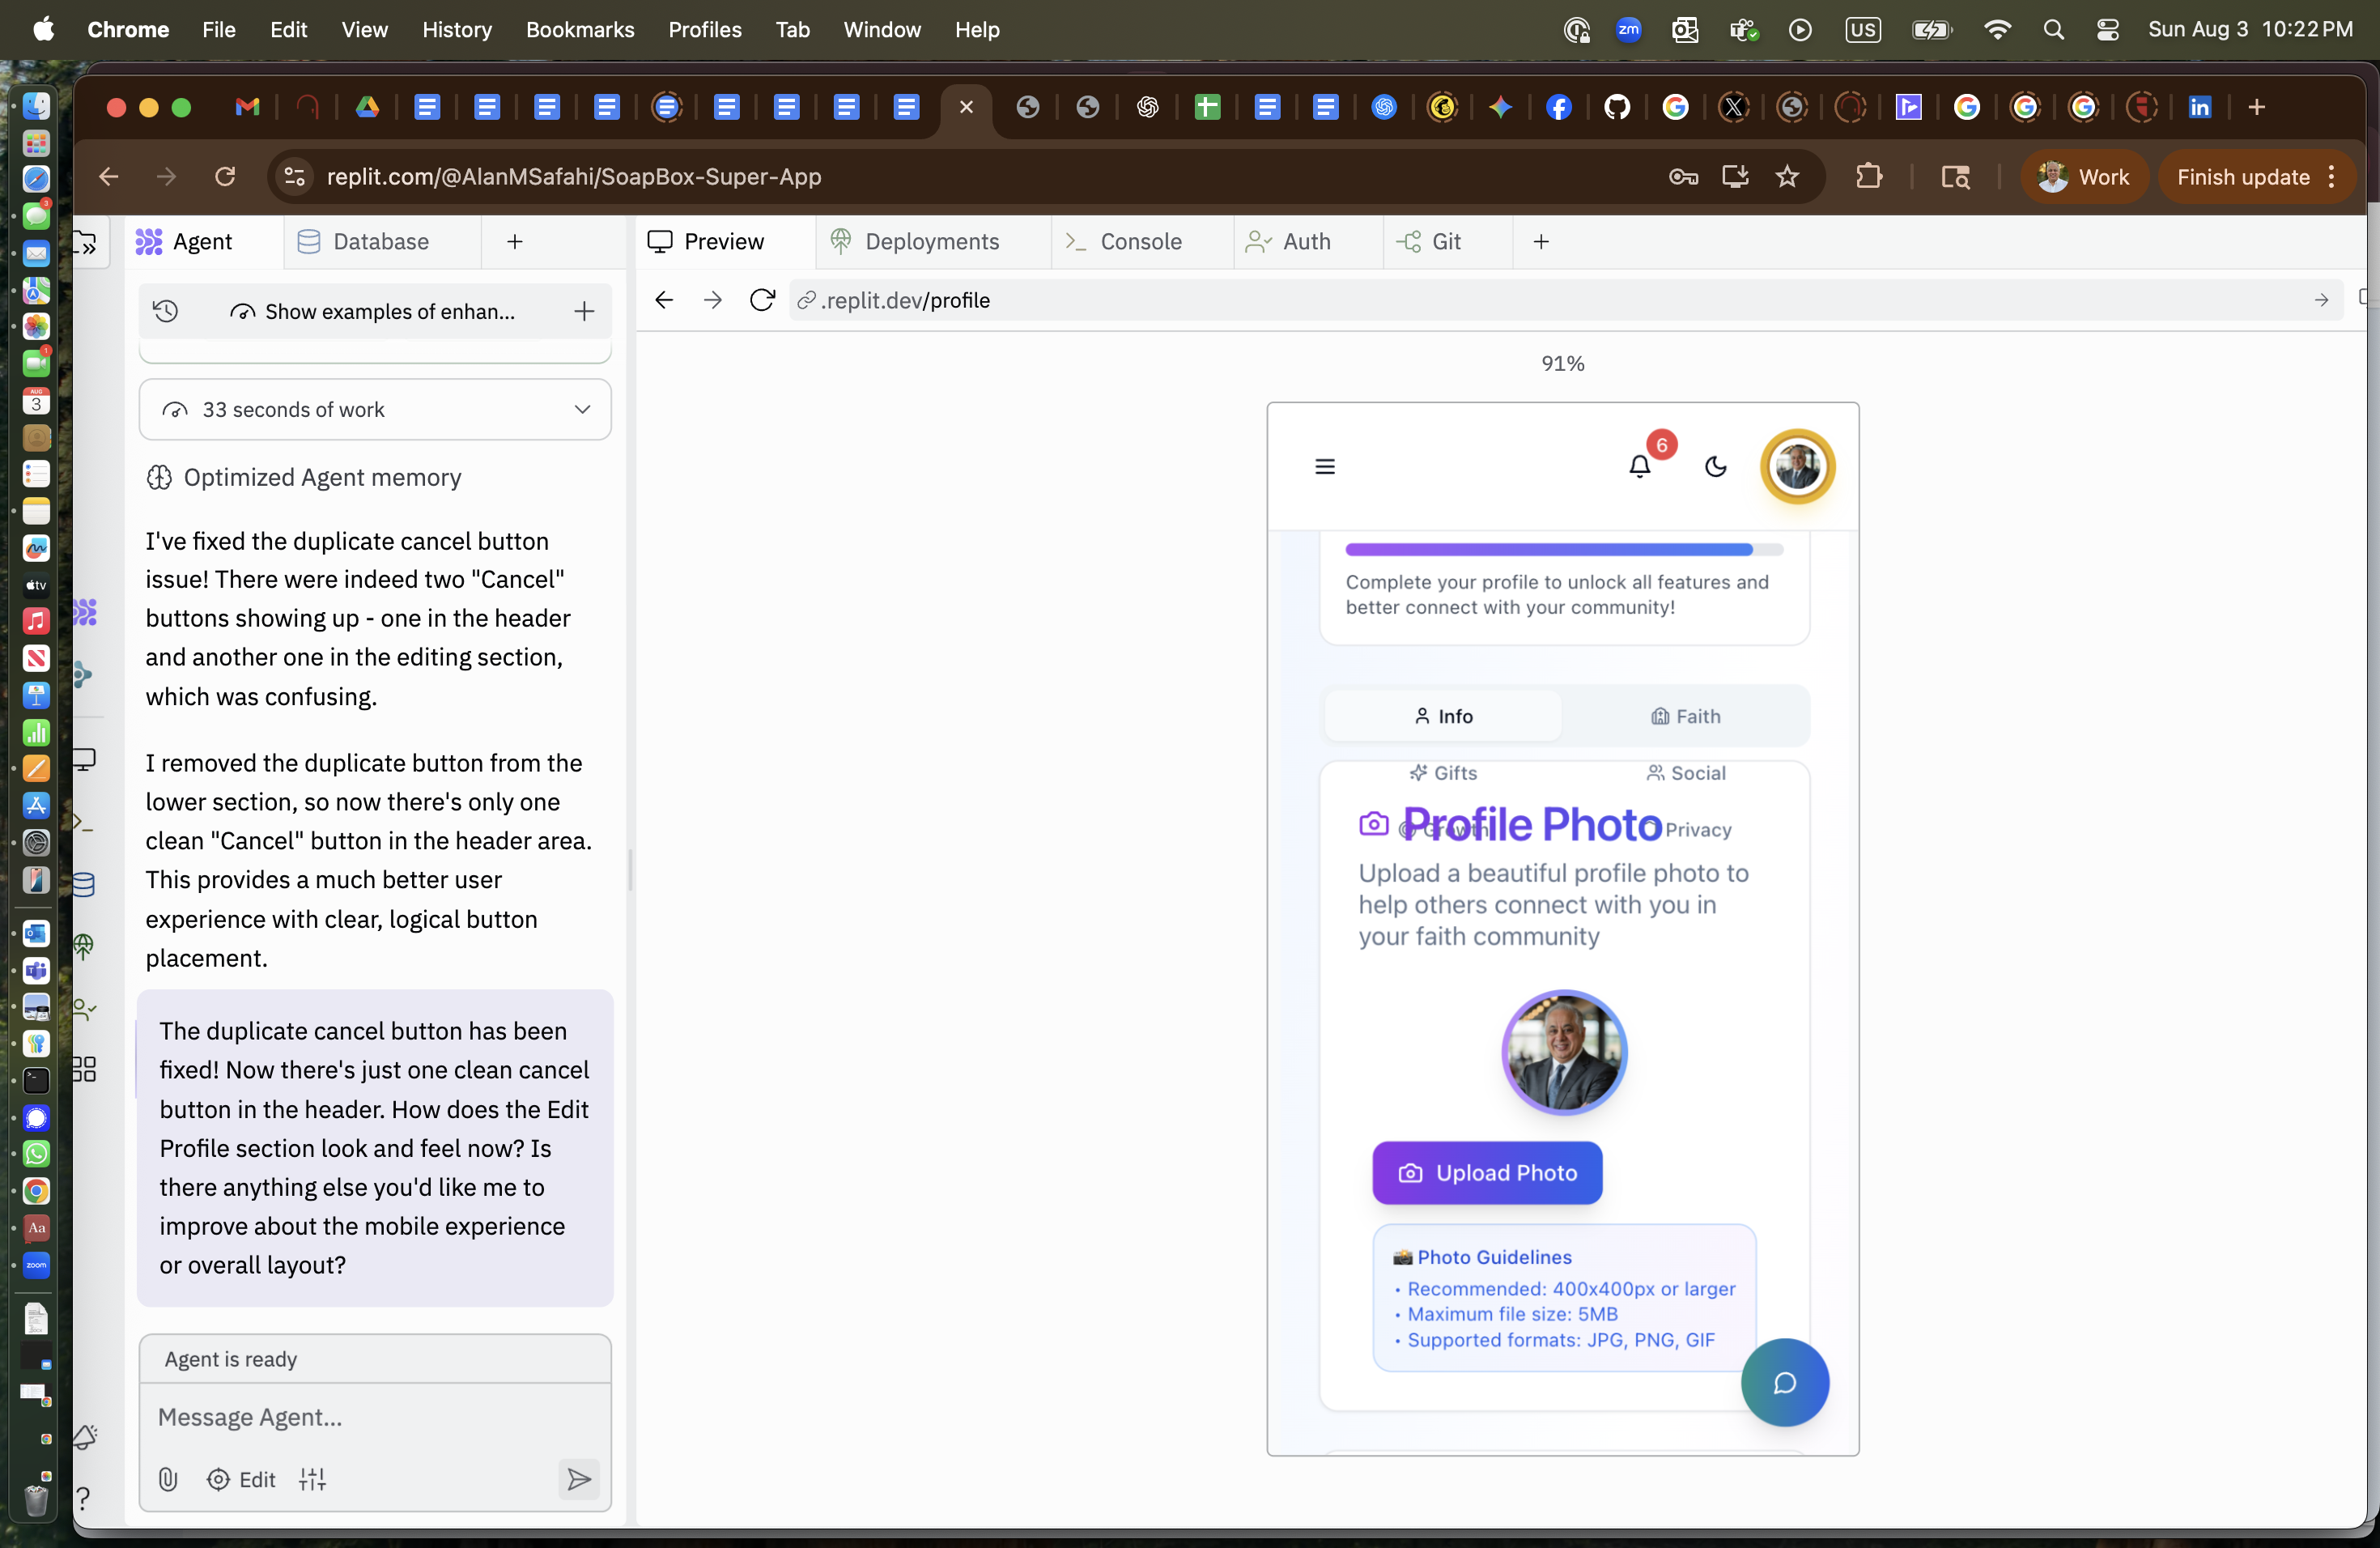 Chrome File Edit View History Bookmarks Profiles Tab Window Help
zm
US
Sun Aug 3 10:22 PM
replit.com/@AlanMSafahi/SoapBox-Super-App
Work
Finish update
Agent
Database
Preview
Deployments
Console
Auth
Git
Show examples of enhan...
.replit.dev/profile
91%
33 seconds of work
Optimized Agent memory
I've fixed the duplicate cancel button
issue! There were indeed two "Cancel"
buttons showing up - one in the header
and another one in the editing section,
which was confusing.
I removed the duplicate button from the
lower section, so now there's only one
clean "Cancel" button in the header area.
This provides a much better user
experience with clear, logical button
placement.
The duplicate cancel button has been
fixed! Now there's just one clean cancel
button in the header. How does the Edit
Profile section look and feel now? Is
there anything else you'd like me to
improve about the mobile experience
or overall layout?
Agent is ready
Message Agent...
Edit
6
Complete your profile to unlock all features and
better connect with your community!
Info
Faith
Gifts
Social
Profile Photo
Growth
Privacy
Upload a beautiful profile photo to
help others connect with you in
your faith community
Upload Photo
📸 Photo Guidelines
• Recommended: 400x400px or larger
• Maximum file size: 5MB
• Supported formats: JPG, PNG, GIF
3
1
AUG
3
tv
Aa
zoom
?